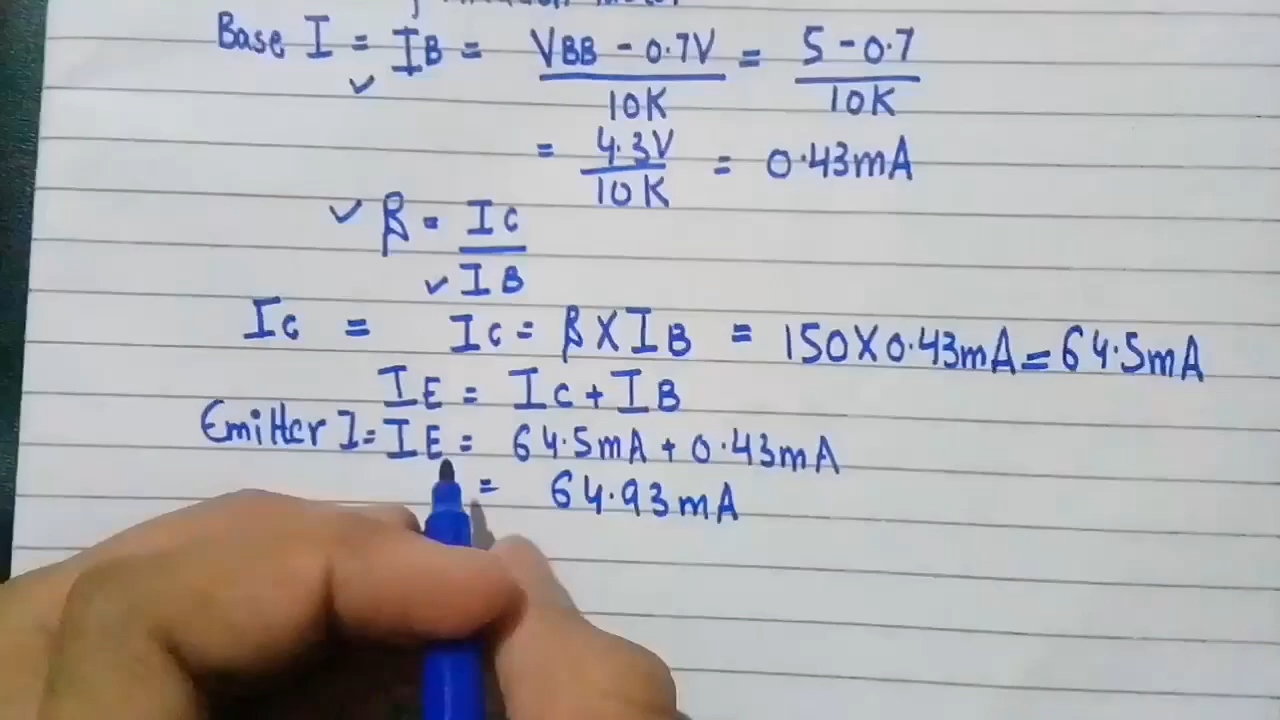 Base I = IB = VBB - 0.7V / 10K = 5 - 0.7 / 10K
= 4.3V / 10K = 0.43mA
✓ β = IC / ✓ IB
IC = IC = β X IB = 150 X 0.43mA = 64.5mA
IE = IC + IB
Emitter I = IE = 64.5mA + 0.43mA
= 64.93mA